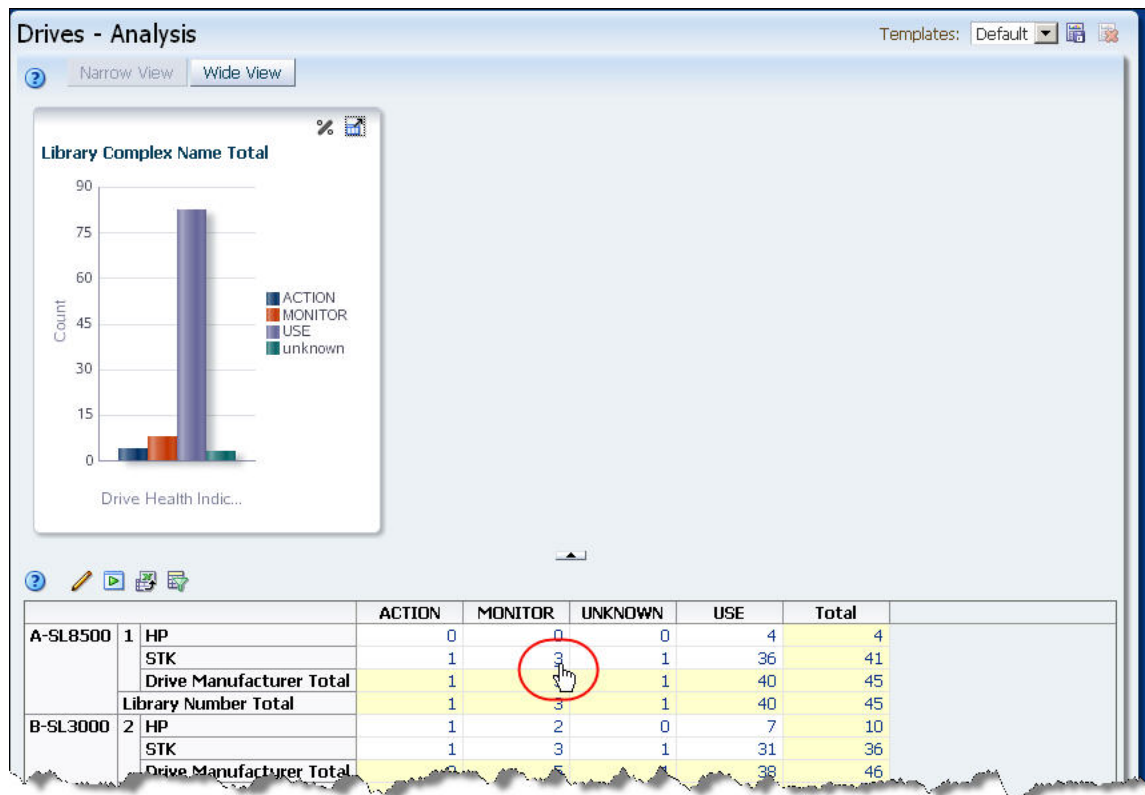 Drives - Analysis
Templates: Default
Narrow View Wide View
Library Complex Name Total
90
75
60
45
30
15
0
Count
ACTION
MONITOR
USE
unknown
Drive Health Indic...
ACTION MONITOR UNKNOWN USE Total
A-SL8500 1 HP 0 0 0 4 4
STK 1 3 1 36 41
Drive Manufacturer Total 1 1 40 45
Library Number Total 1 3 1 40 45
B-SL3000 2 HP 1 2 0 7 10
STK 1 3 1 31 36
Drive Manufacturer Total 5 38 46